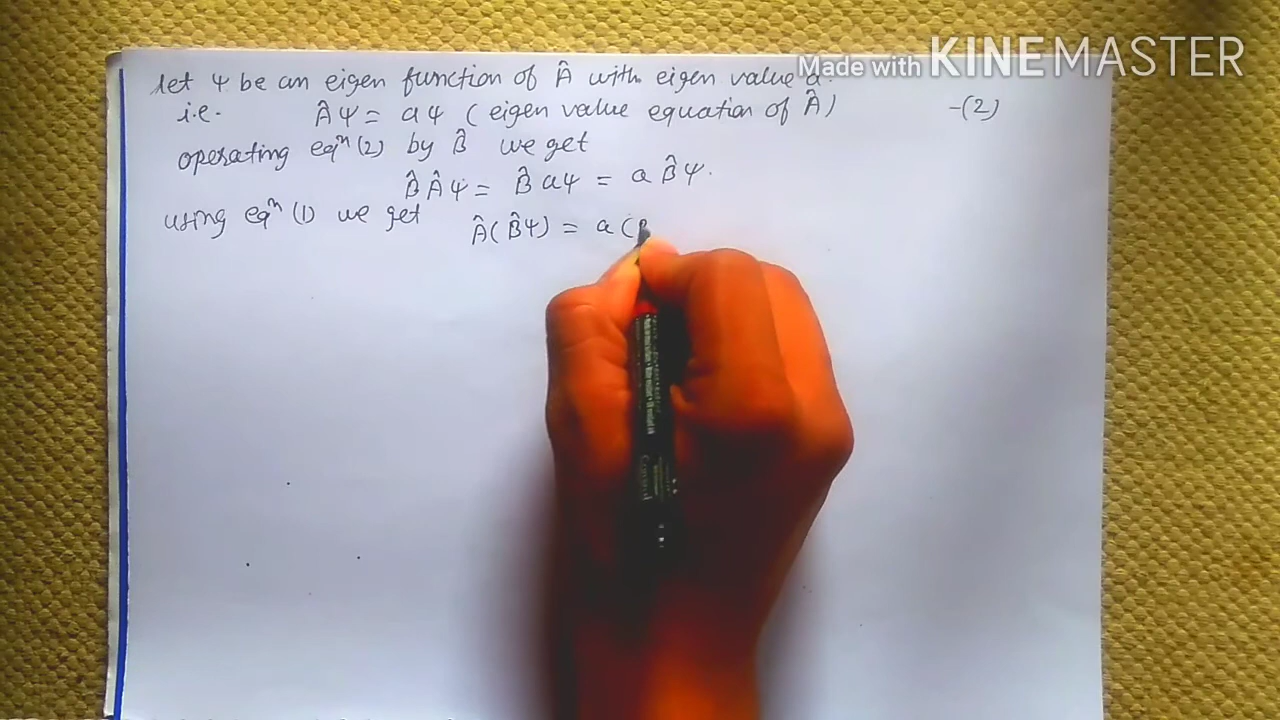 Made with KINEMASTER
let ψ be an eigen function of Â with eigen value a.
i.e. Âψ = aψ (eigen value equation of Â) -(2)
operating eqⁿ(2) by B̂ we get
B̂Âψ = B̂aψ = aB̂ψ.
using eqⁿ (1) we get Â(B̂ψ) = a(B